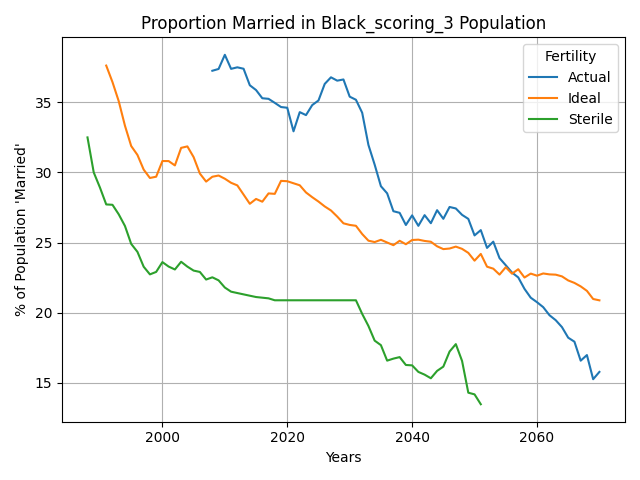 Proportion Married in Black_scoring_3 Population
% of Population 'Married'
35
30
25
20
15
2000
2020
2040
2060
Years
Fertility
Actual
Ideal
Sterile